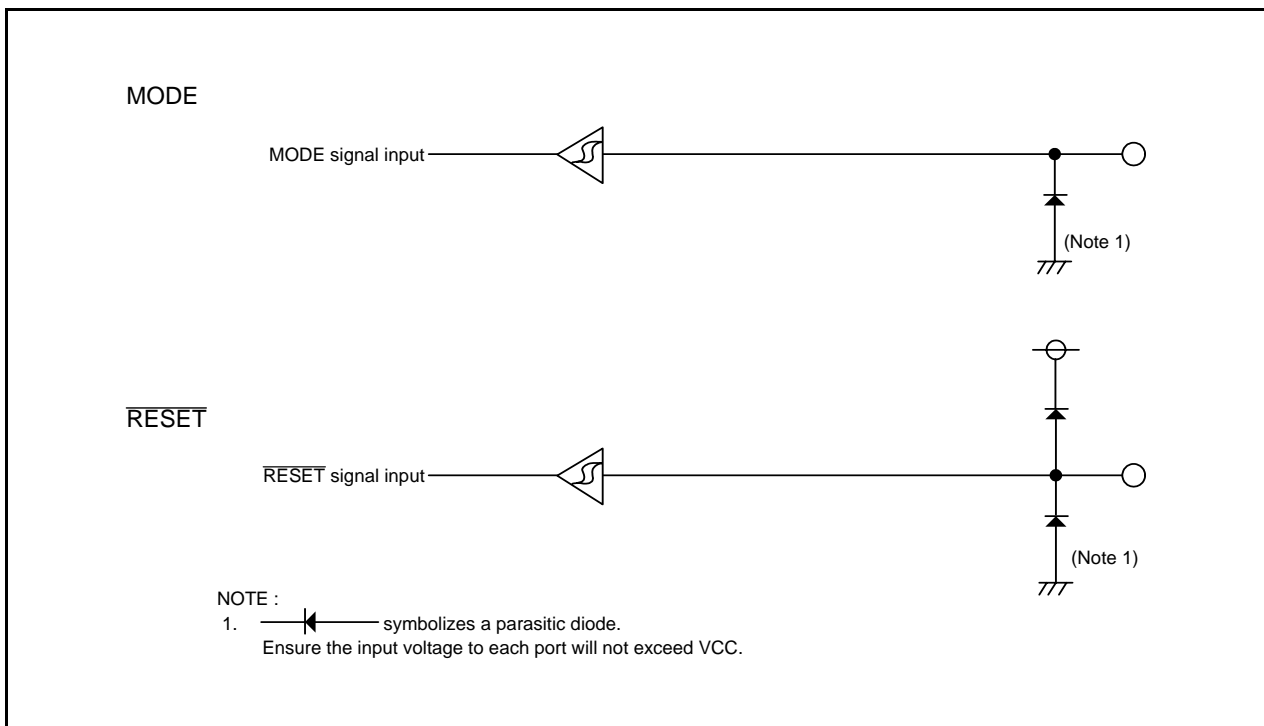 MODE
MODE signal input
(Note 1)
RESET
RESET signal input
(Note 1)
NOTE :
1. symbolizes a parasitic diode.
Ensure the input voltage to each port will not exceed VCC.